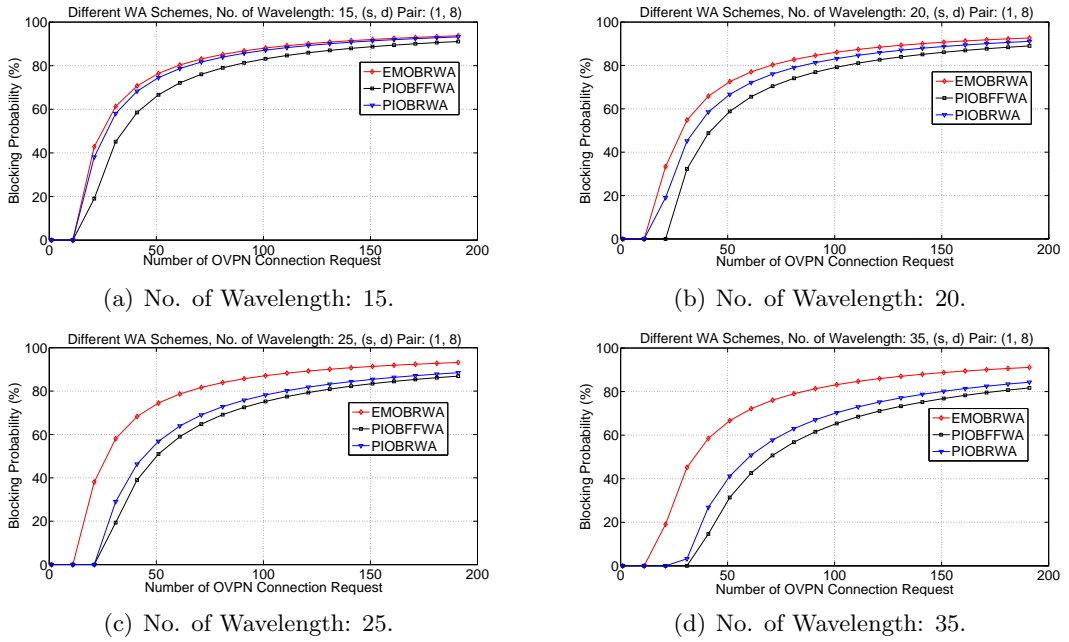 Different WA Schemes, No. of Wavelength: 15, (s, d) Pair: (1, 8)
100
80
60
40
20
0
0
50
100
150
200
Blocking Probability (%)
Number of OVPN Connection Request
EMOBRWA
PIOBFFWA
PIOBRWA
(a) No. of Wavelength: 15.
Different WA Schemes, No. of Wavelength: 20, (s, d) Pair: (1, 8)
100
80
60
40
20
0
0
50
100
150
200
Blocking Probability (%)
Number of OVPN Connection Request
EMOBRWA
PIOBFFWA
PIOBRWA
(b) No. of Wavelength: 20.
Different WA Schemes, No. of Wavelength: 25, (s, d) Pair: (1, 8)
100
80
60
40
20
0
0
50
100
150
200
Blocking Probability (%)
Number of OVPN Connection Request
EMOBRWA
PIOBFFWA
PIOBRWA
(c) No. of Wavelength: 25.
Different WA Schemes, No. of Wavelength: 35, (s, d) Pair: (1, 8)
100
80
60
40
20
0
0
50
100
150
200
Blocking Probability (%)
Number of OVPN Connection Request
EMOBRWA
PIOBFFWA
PIOBRWA
(d) No. of Wavelength: 35.